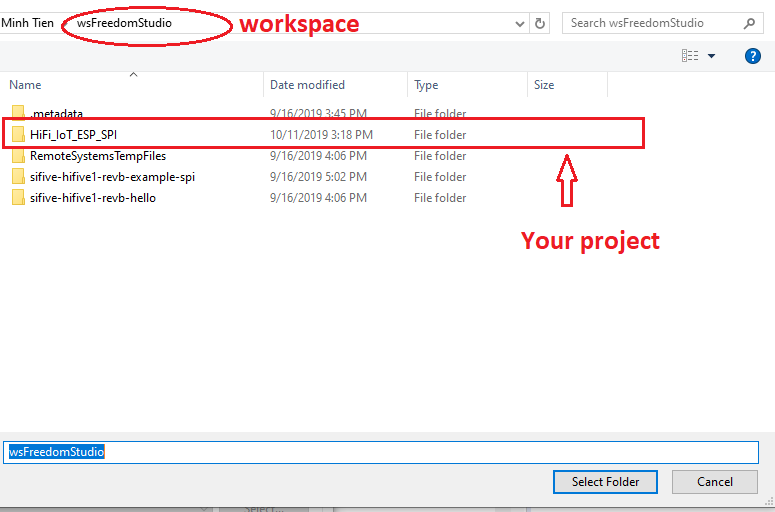 Minh Tien wsFreedomStudio workspace Search wsFreedomStudio
?
Name Date modified Type Size
.metadata 9/16/2019 3:45 PM File folder
HiFi_IoT_ESP_SPI 10/11/2019 3:18 PM File folder
RemoteSystemsTempFiles 9/16/2019 4:06 PM File folder
sifive-hifive1-revb-example-spi 9/16/2019 5:02 PM File folder
sifive-hifive1-revb-hello 9/16/2019 4:06 PM File folder
Your project
wsFreedomStudio
Select Folder Cancel